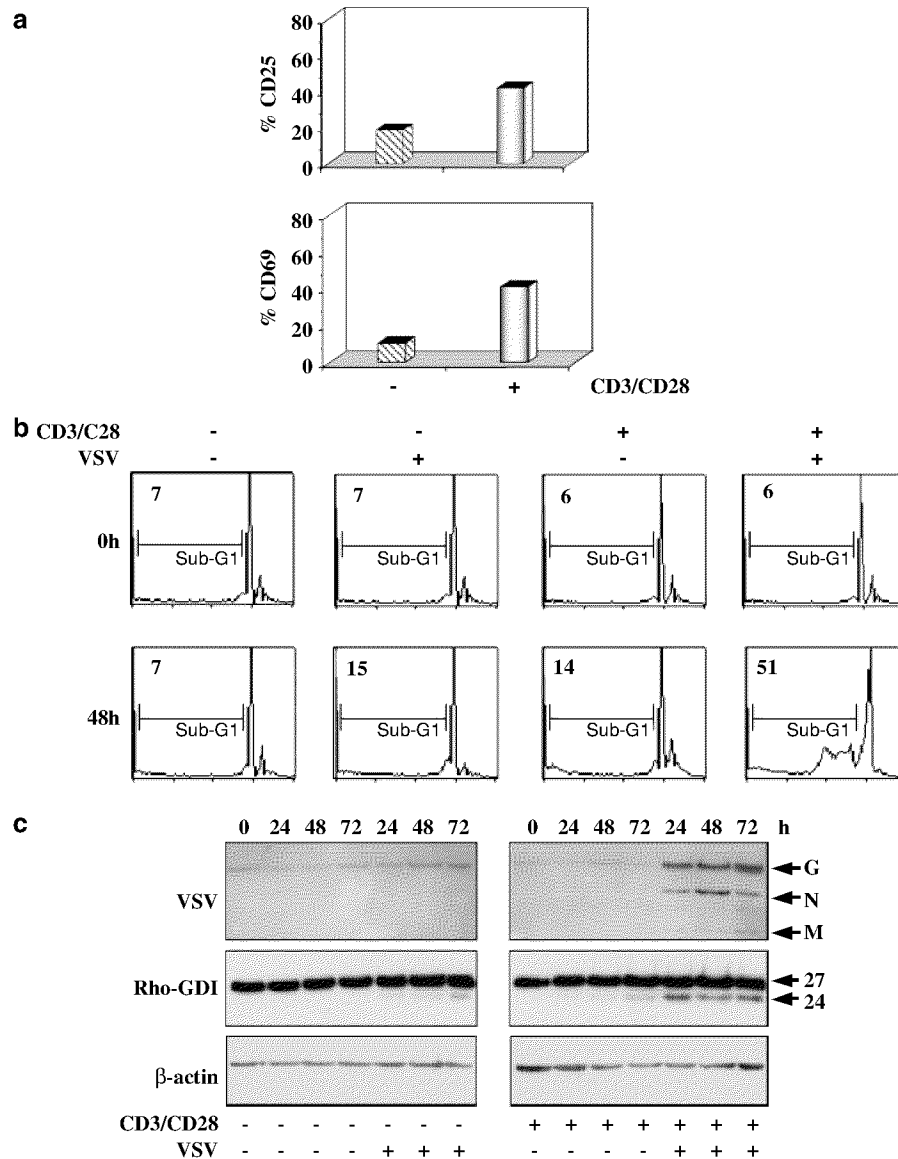 a
80
60
40
20
0
% CD25
80
60
40
20
0
% CD69
- + CD3/CD28
b
CD3/C28 - - + +
VSV - + - +
0h
7 7 6 6
Sub-G1 Sub-G1 Sub-G1 Sub-G1
48h
7 15 14 51
Sub-G1 Sub-G1 Sub-G1 Sub-G1
c
0 24 48 72 24 48 72 0 24 48 72 24 48 72 h
VSV
G
N
M
Rho-GDI
27
24
β-actin
CD3/CD28 - - - - - - - + + + + + + +
VSV - - - - + + + - - - - + + +